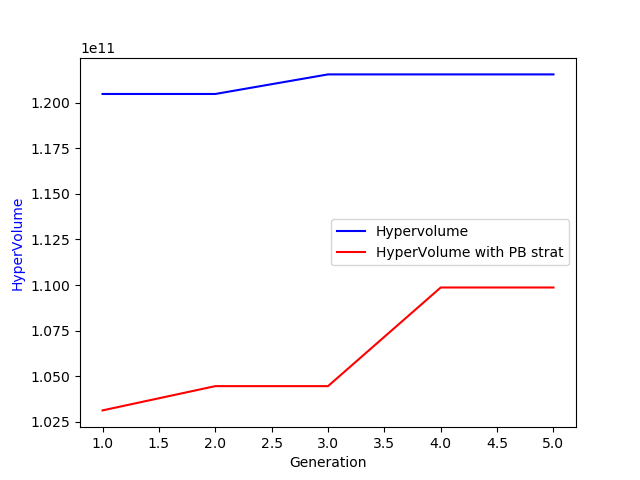 1e11
1.200
1.175
1.150
1.125
1.100
1.075
1.050
1.025
HyperVolume
Hypervolume
HyperVolume with PB strat
1.0 1.5 2.0 2.5 3.0 3.5 4.0 4.5 5.0
Generation